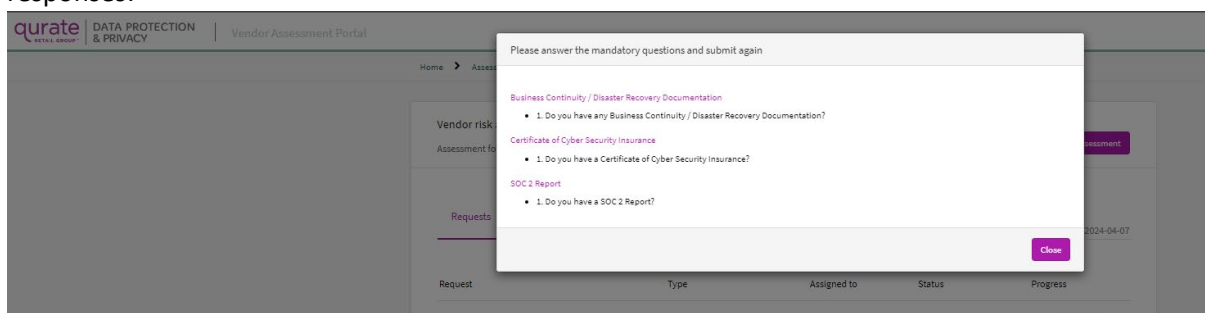 responses.
qurate RETAIL GROUP DATA PROTECTION & PRIVACY Vendor Assessment Portal
Please answer the mandatory questions and submit again
Home > Assess
Business Continuity / Disaster Recovery Documentation
• 1. Do you have any Business Continuity / Disaster Recovery Documentation?
Vendor risk
Assessment fo
Certificate of Cyber Security Insurance
sessment
• 1. Do you have a Certificate of Cyber Security Insurance?
SOC 2 Report
• 1. Do you have a SOC 2 Report?
Requests
2024-04-07
Close
Request Type Assigned to Status Progress